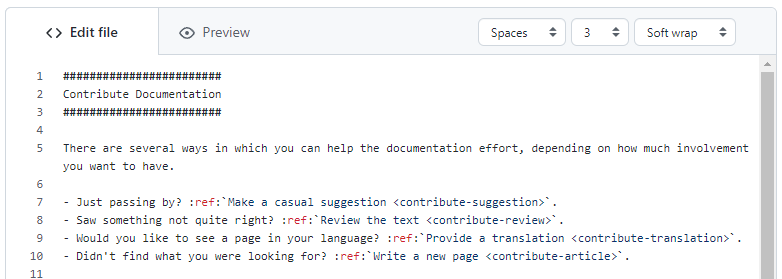 <> Edit file
Preview
Spaces
3
Soft wrap
1 ########################
2 Contribute Documentation
3 ########################
4
5 There are several ways in which you can help the documentation effort, depending on how much involvement
you want to have.
6
7 - Just passing by? :ref:`Make a casual suggestion <contribute-suggestion>`.
8 - Saw something not quite right? :ref:`Review the text <contribute-review>`.
9 - Would you like to see a page in your language? :ref:`Provide a translation <contribute-translation>`.
10 - Didn't find what you were looking for? :ref:`Write a new page <contribute-article>`.
11